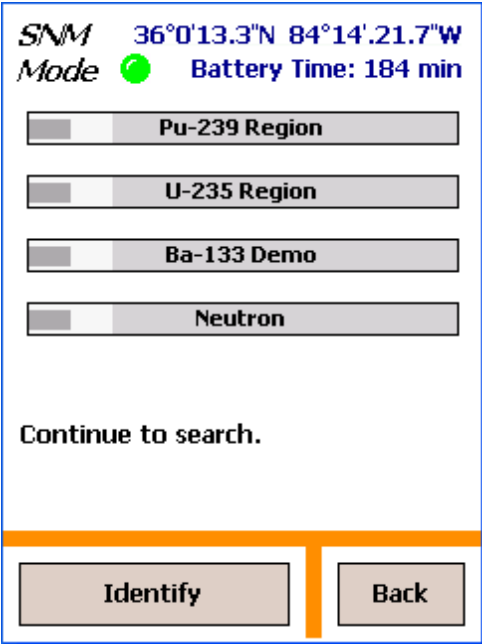 SNM 36°0'13.3"N 84°14'.21.7"W
Mode Battery Time: 184 min
Pu-239 Region
U-235 Region
Ba-133 Demo
Neutron
Continue to search.
Identify Back